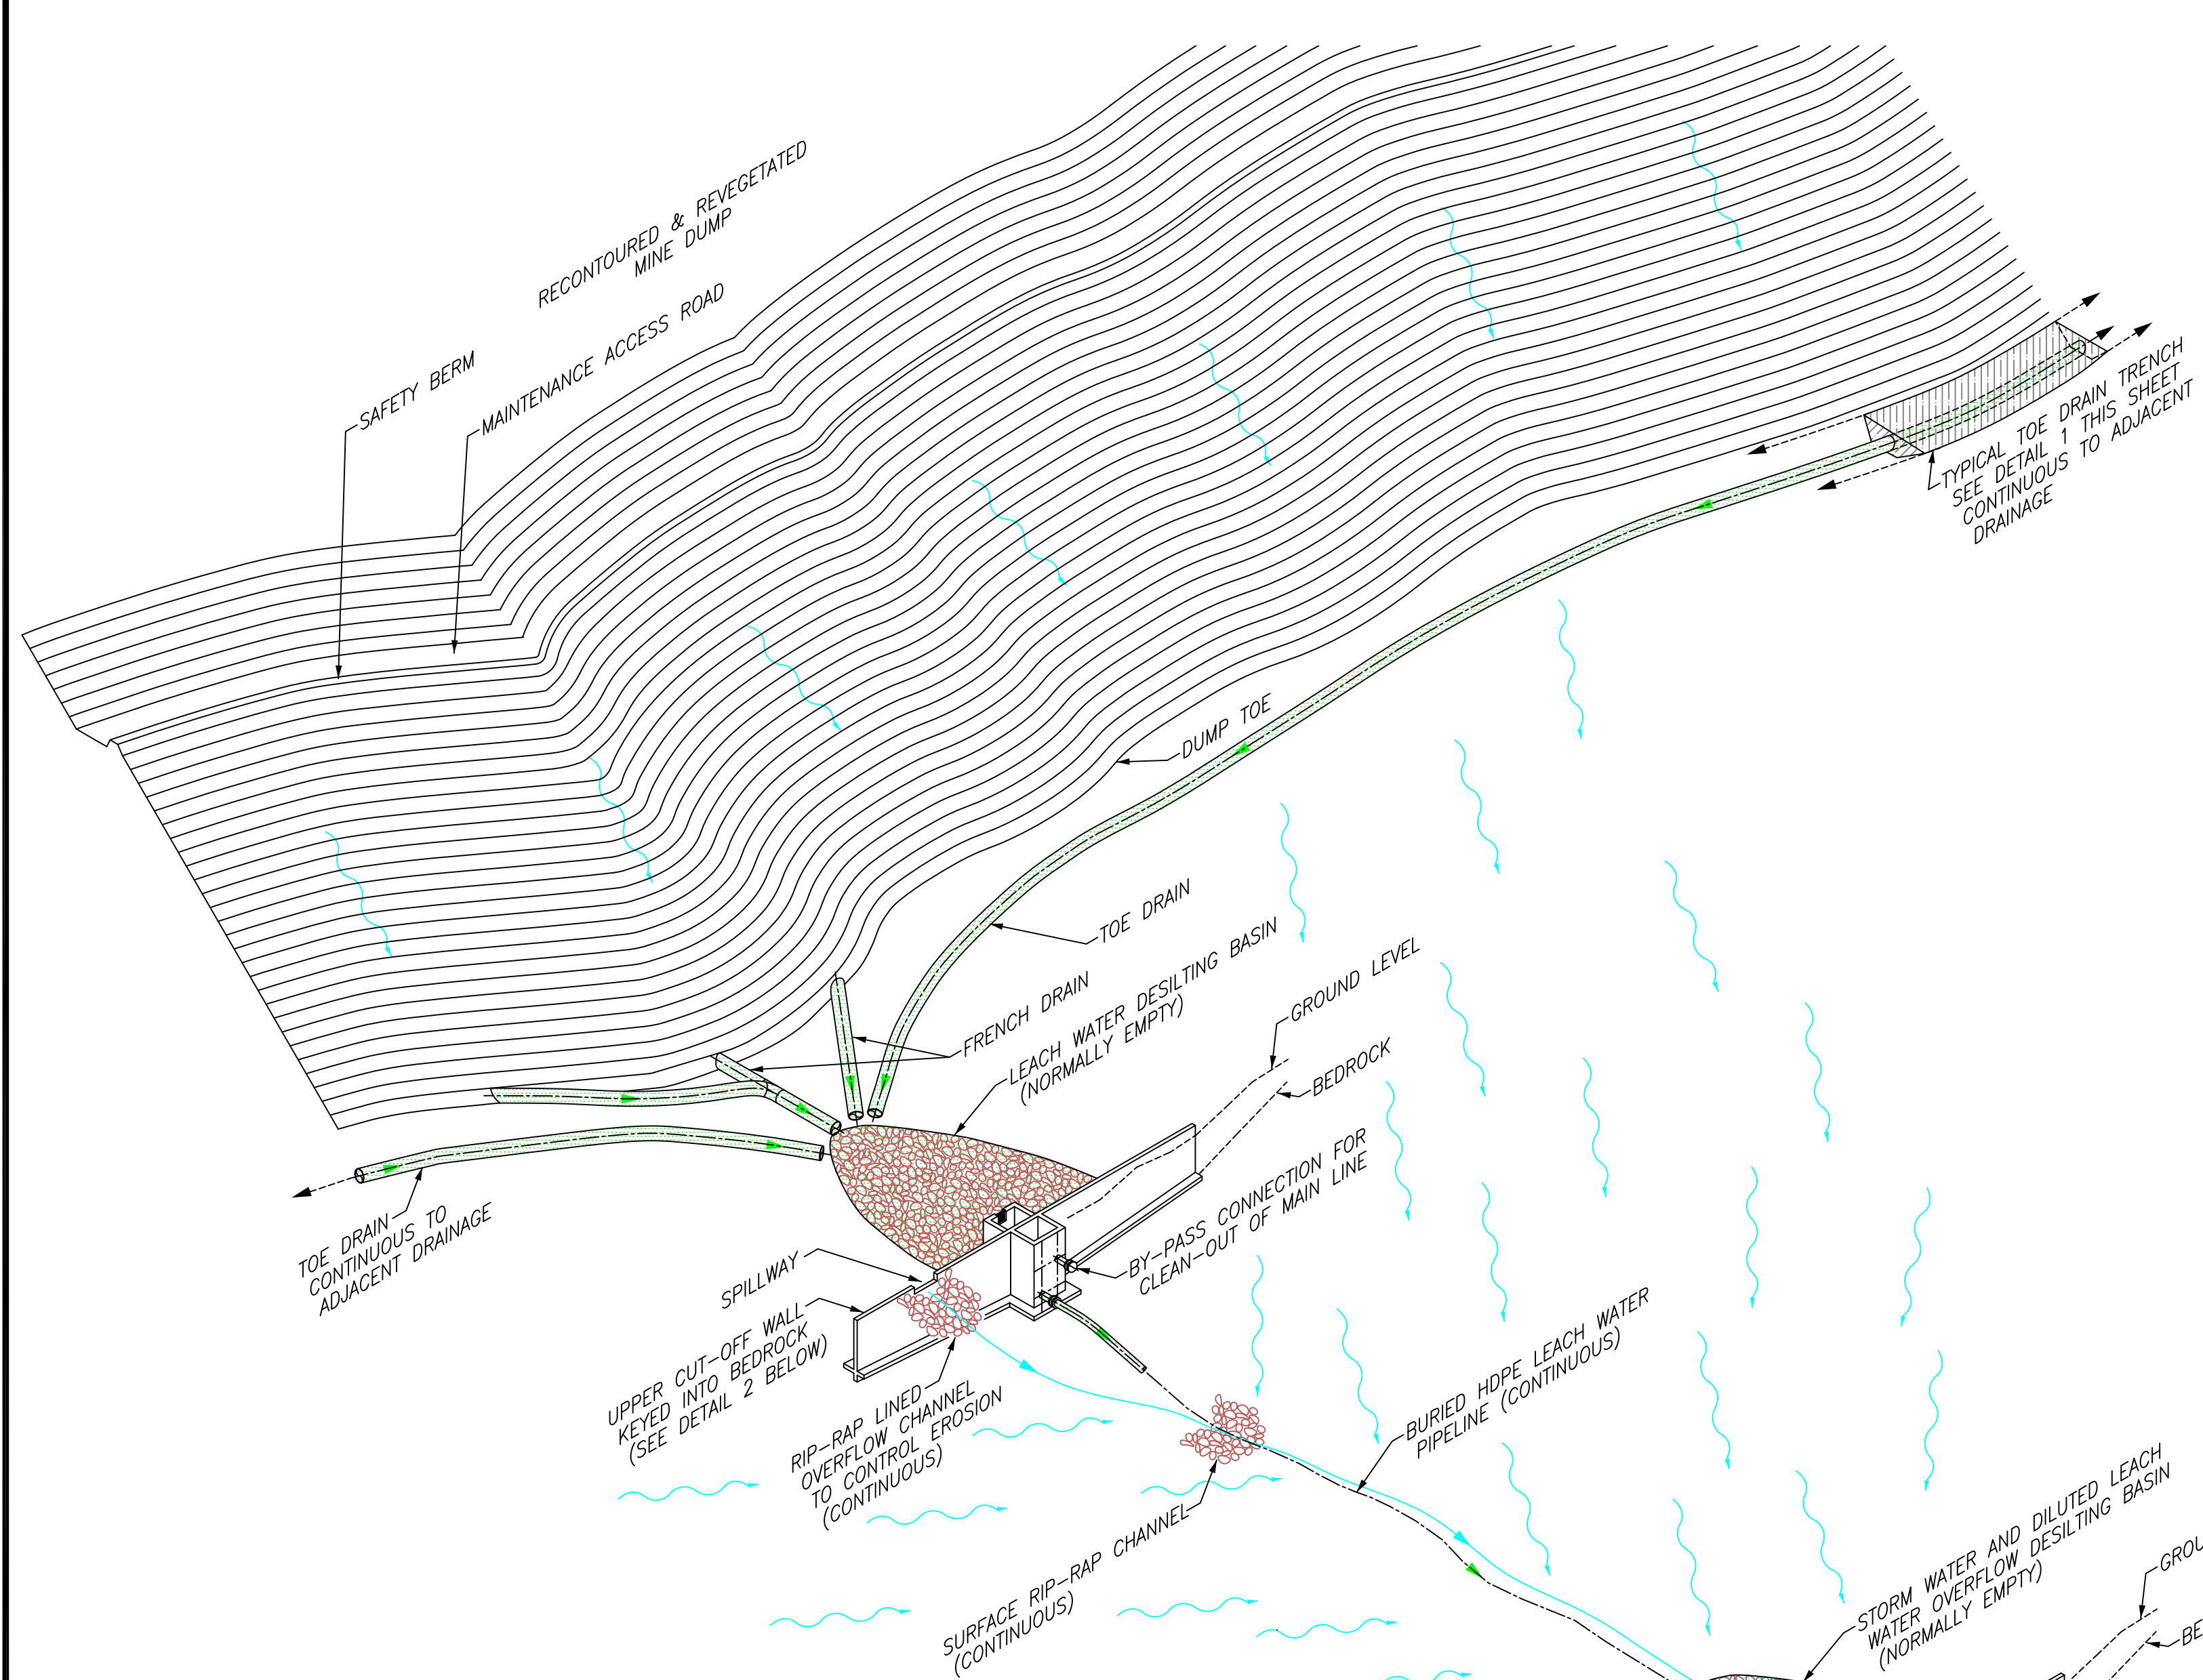 RECONTOURED & REVEGETATED
MINE DUMP
SAFETY BERM
MAINTENANCE ACCESS ROAD
TYPICAL TOE DRAIN TRENCH
SEE DETAIL 1 THIS SHEET
CONTINUOUS TO ADJACENT
DRAINAGE
DUMP TOE
TOE DRAIN
FRENCH DRAIN
LEACH WATER DESILTING BASIN
(NORMALLY EMPTY)
GROUND LEVEL
BEDROCK
TOE DRAIN
CONTINUOUS TO
ADJACENT DRAINAGE
BY-PASS CONNECTION FOR
CLEAN-OUT OF MAIN LINE
SPILLWAY
UPPER CUT-OFF WALL
KEYED INTO BEDROCK
(SEE DETAIL 2 BELOW)
RIP-RAP LINED
OVERFLOW CHANNEL
TO CONTROL EROSION
(CONTINUOUS)
BURIED HDPE LEACH WATER
PIPELINE (CONTINUOUS)
SURFACE RIP-RAP CHANNEL
(CONTINUOUS)
STORM WATER AND DILUTED LEACH
WATER OVERFLOW DESILTING BASIN
(NORMALLY EMPTY)
GROU
BE